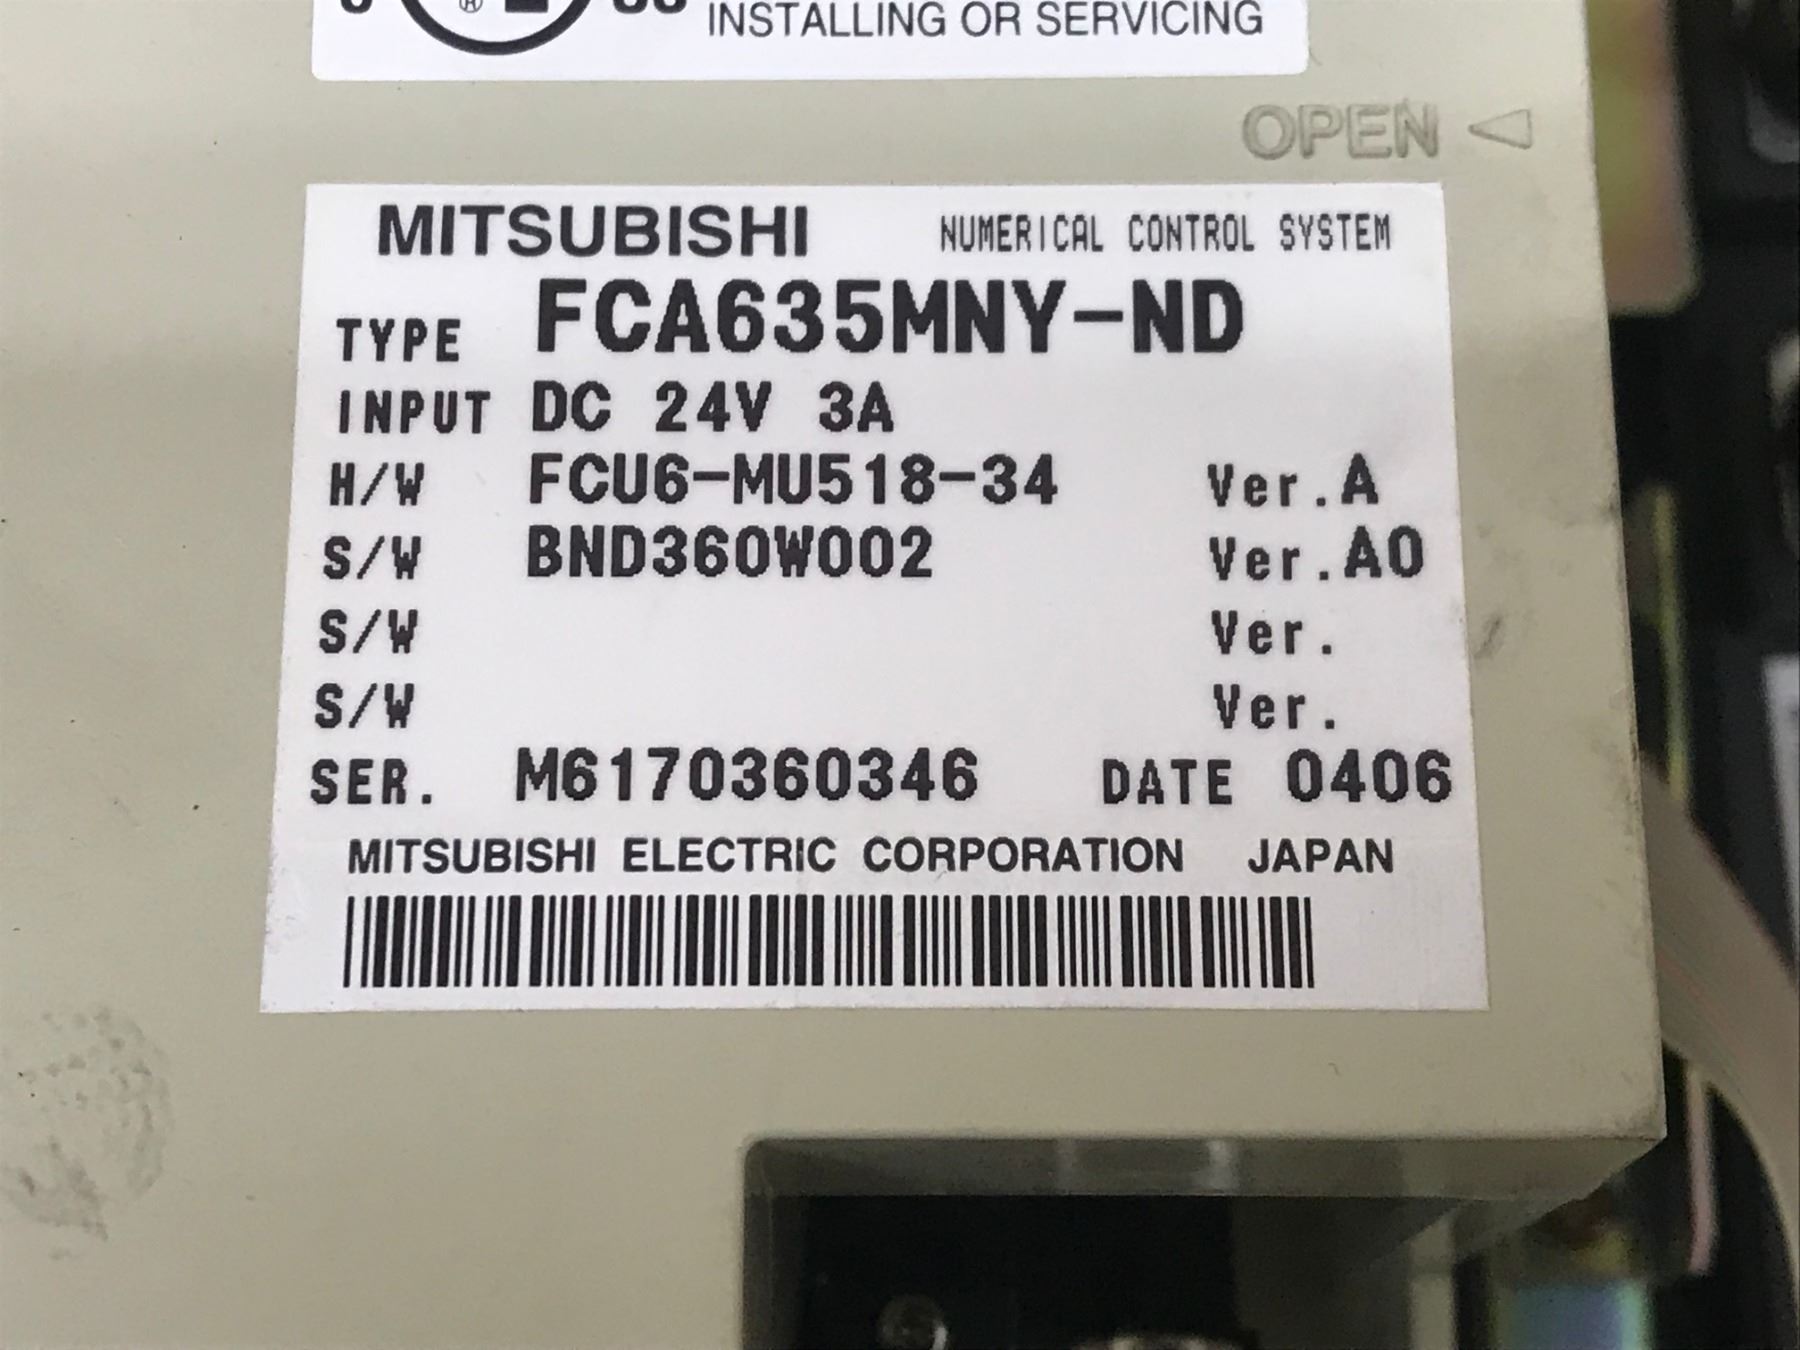 INSTALLING OR SERVICING
OPEN
MITSUBISHI NUMERICAL CONTROL SYSTEM
TYPE FCA635MNY-ND
INPUT DC 24V 3A
H/W FCU6-MU518-34 Ver.A
S/W BND360W002 Ver.A0
S/W Ver.
S/W Ver.
SER. M6170360346 DATE 0406
MITSUBISHI ELECTRIC CORPORATION JAPAN